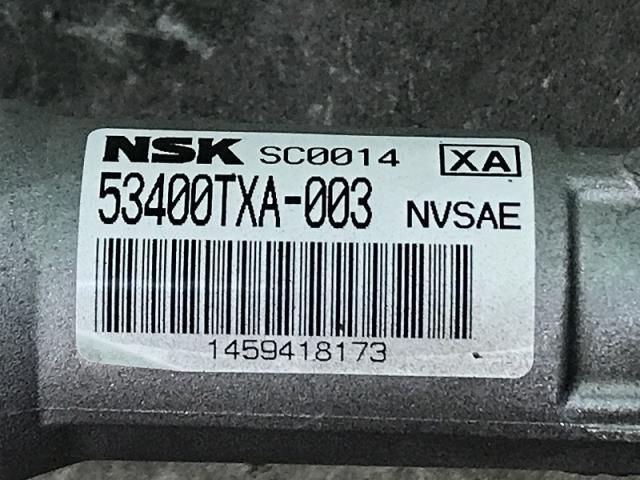 NSK SC0014 XA
53400TXA-003 NVSAE
1459418173